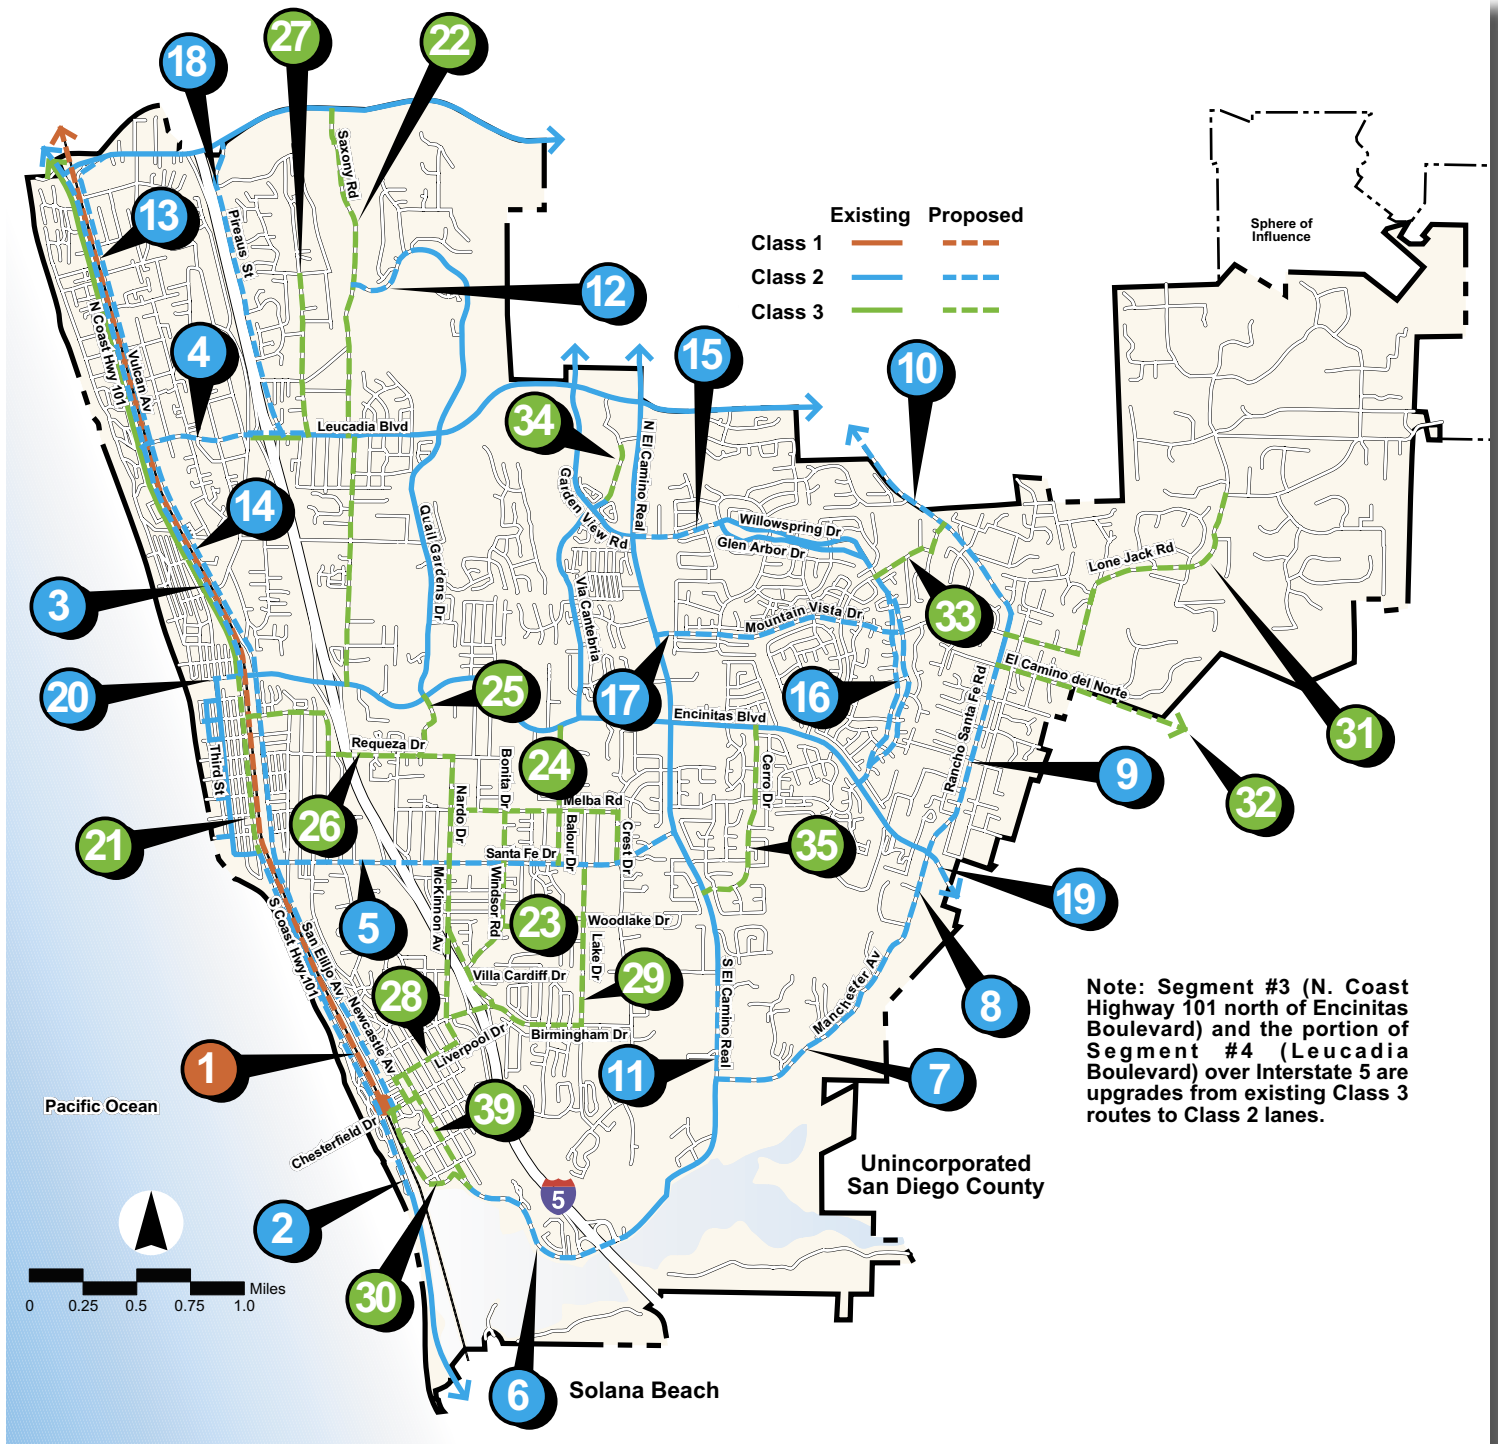 27
22
18
Saxony Rd
13
Pireaus St
Existing Proposed
Class 1
Class 2
Class 3
Sphere of
Influence
12
N Coast Hwy 101
Vulcan Av
4
15
10
Leucadia Blvd
34
N El Camino Real
Garden View Rd
14
Quail Gardens Dr
Willowspring Dr
Glen Arbor Dr
Lone Jack Rd
3
Via Cantebria
Mountain Vista Dr
33
El Camino del Norte
20
25
17
16
Rancho Santa Fe Rd
31
Encinitas Blvd
Requeza Dr
Third St
Bonita Dr
24
Cerro Dr
9
32
Nardo Dr
Melba Rd
21
26
Balour Dr
Crest Dr
35
Santa Fe Dr
McKinnon Av
Windsor Rd
19
5
23
Woodlake Dr
S Coast Hwy 101
San Elijo Av
Lake Dr
S El Camino Real
Manchester Av
Villa Cardiff Dr
29
28
Newcastle Av
8
Liverpool Dr
Birmingham Dr
1
11
7
Note: Segment #3 (N. Coast
Highway 101 north of Encinitas
Boulevard) and the portion of
Segment #4 (Leucadia
Boulevard) over Interstate 5 are
upgrades from existing Class 3
routes to Class 2 lanes.
Pacific Ocean
39
Chesterfield Dr
Unincorporated
San Diego County
5
2
Miles
0 0.25 0.5 0.75 1.0
30
6
Solana Beach